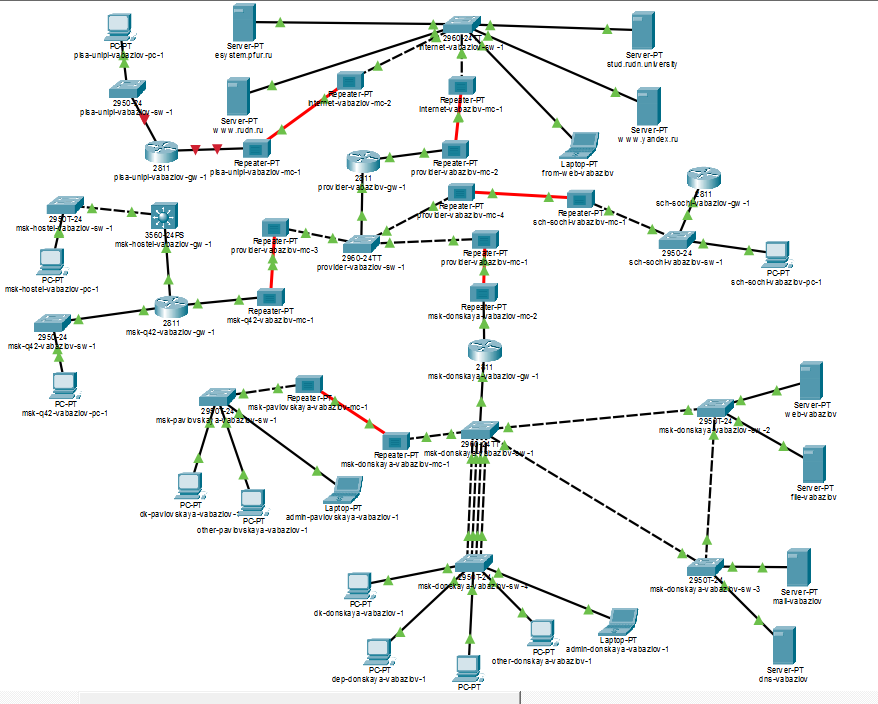 PC-PT
pisa-unipi-vabazlov-pc-1
2950-24
pisa-unipi-vabazlov-sw-1
2811
pisa-unipi-vabazlov-gw-1
Repeater-PT
pisa-unipi-vabazlov-mc-1
Server-PT
esystem.pfur.ru
Server-PT
www.rudn.ru
Repeater-PT
internet-vabazlov-mc-2
2960-24TT
internet-vabazlov-sw-1
Repeater-PT
internet-vabazlov-mc-1
Server-PT
stud.rudn.university
Server-PT
www.yandex.ru
Laptop-PT
from-web-vabazlov
Repeater-PT
provider-vabazlov-mc-2
2811
provider-vabazlov-gw-1
Repeater-PT
provider-vabazlov-mc-4
Repeater-PT
sch-sochi-vabazlov-mc-1
2811
sch-sochi-vabazlov-gw-1
2950-24
sch-sochi-vabazlov-sw-1
PC-PT
sch-sochi-vabazlov-pc-1
2950T-24
msk-hostel-vabazlov-sw-1
3560-24PS
msk-hostel-vabazlov-gw-1
PC-PT
msk-hostel-vabazlov-pc-1
Repeater-PT
provider-vabazlov-mc-3
2960-24TT
provider-vabazlov-sw-1
Repeater-PT
provider-vabazlov-mc-1
Repeater-PT
msk-donskaya-vabazlov-mc-2
Repeater-PT
msk-q42-vabazlov-mc-1
2811
msk-q42-vabazlov-gw-1
2950-24
msk-q42-vabazlov-sw-1
PC-PT
msk-q42-vabazlov-pc-1
2811
msk-donskaya-vabazlov-gw-1
2950T-24
msk-pavlovskaya-vabazlov-sw-1
Repeater-PT
msk-pavlovskaya-vabazlov-mc-1
Repeater-PT
msk-donskaya-vabazlov-mc-1
2960-24TT
msk-donskaya-vabazlov-sw-1
2950T-24
msk-donskaya-vabazlov-sw-2
Server-PT
web-vabazlov
Server-PT
file-vabazlov
PC-PT
dk-pavlovskaya-vabazlov-1
PC-PT
other-pavlovskaya-vabazlov-1
Laptop-PT
admin-pavlovskaya-vabazlov-1
2950T-24
msk-donskaya-vabazlov-sw-4
2950T-24
msk-donskaya-vabazlov-sw-3
Server-PT
mail-vabazlov
Server-PT
dns-vabazlov
PC-PT
dk-donskaya-vabazlov-1
PC-PT
dep-donskaya-vabazlov-1
PC-PT
PC-PT
other-donskaya-vabazlov-1
Laptop-PT
admin-donskaya-vabazlov-1